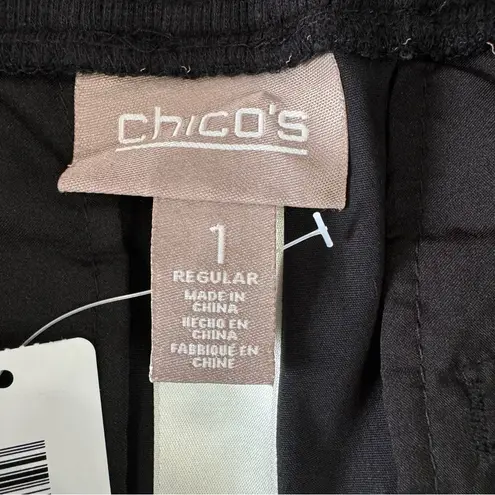 chico's
1
REGULAR
MADE IN
CHINA
HECHO EN
CHINA
FABRIQUÉ EN
CHINE